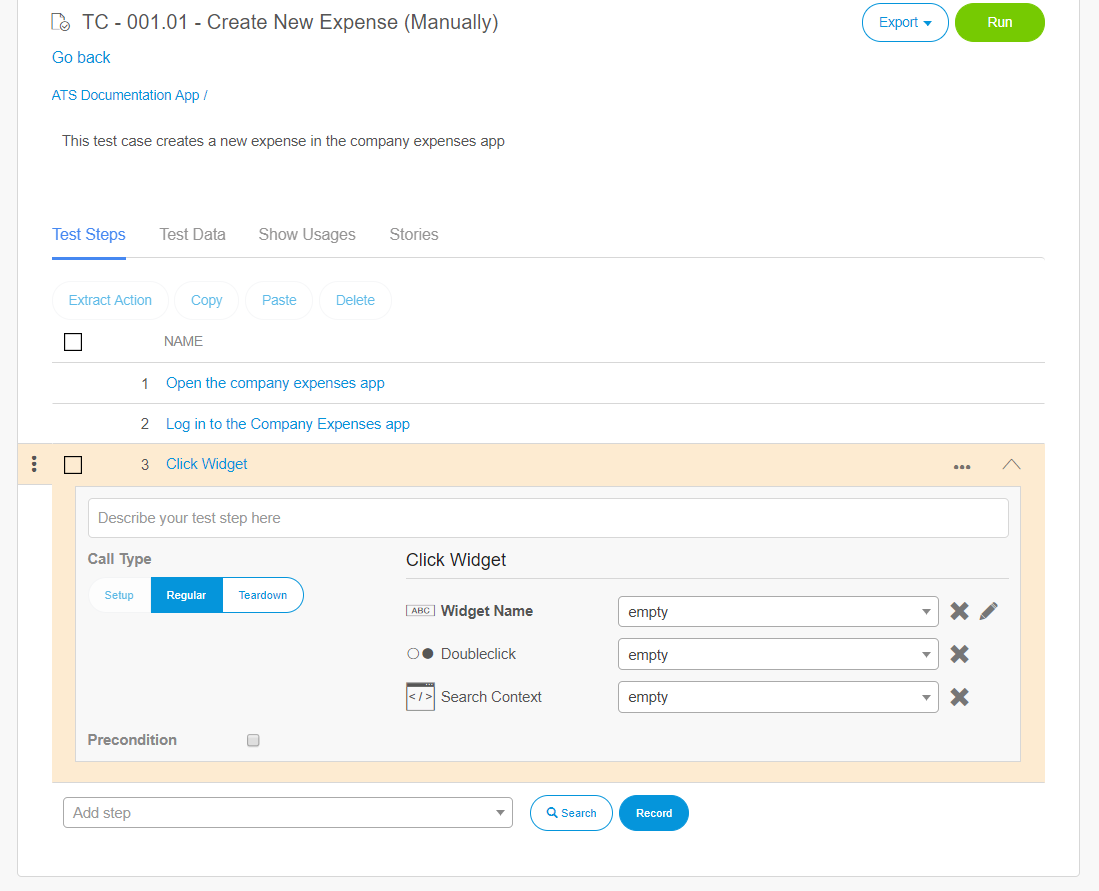 TC - 001.01 - Create New Expense (Manually)
Export
Run
Go back
ATS Documentation App /
This test case creates a new expense in the company expenses app
Test Steps
Test Data
Show Usages
Stories
Extract Action
Copy
Paste
Delete
NAME
1 Open the company expenses app
2 Log in to the Company Expenses app
3 Click Widget
Describe your test step here
Call Type
Setup
Regular
Teardown
Click Widget
ABC Widget Name
empty
Doubleclick
empty
</> Search Context
empty
Precondition
Add step
Search
Record